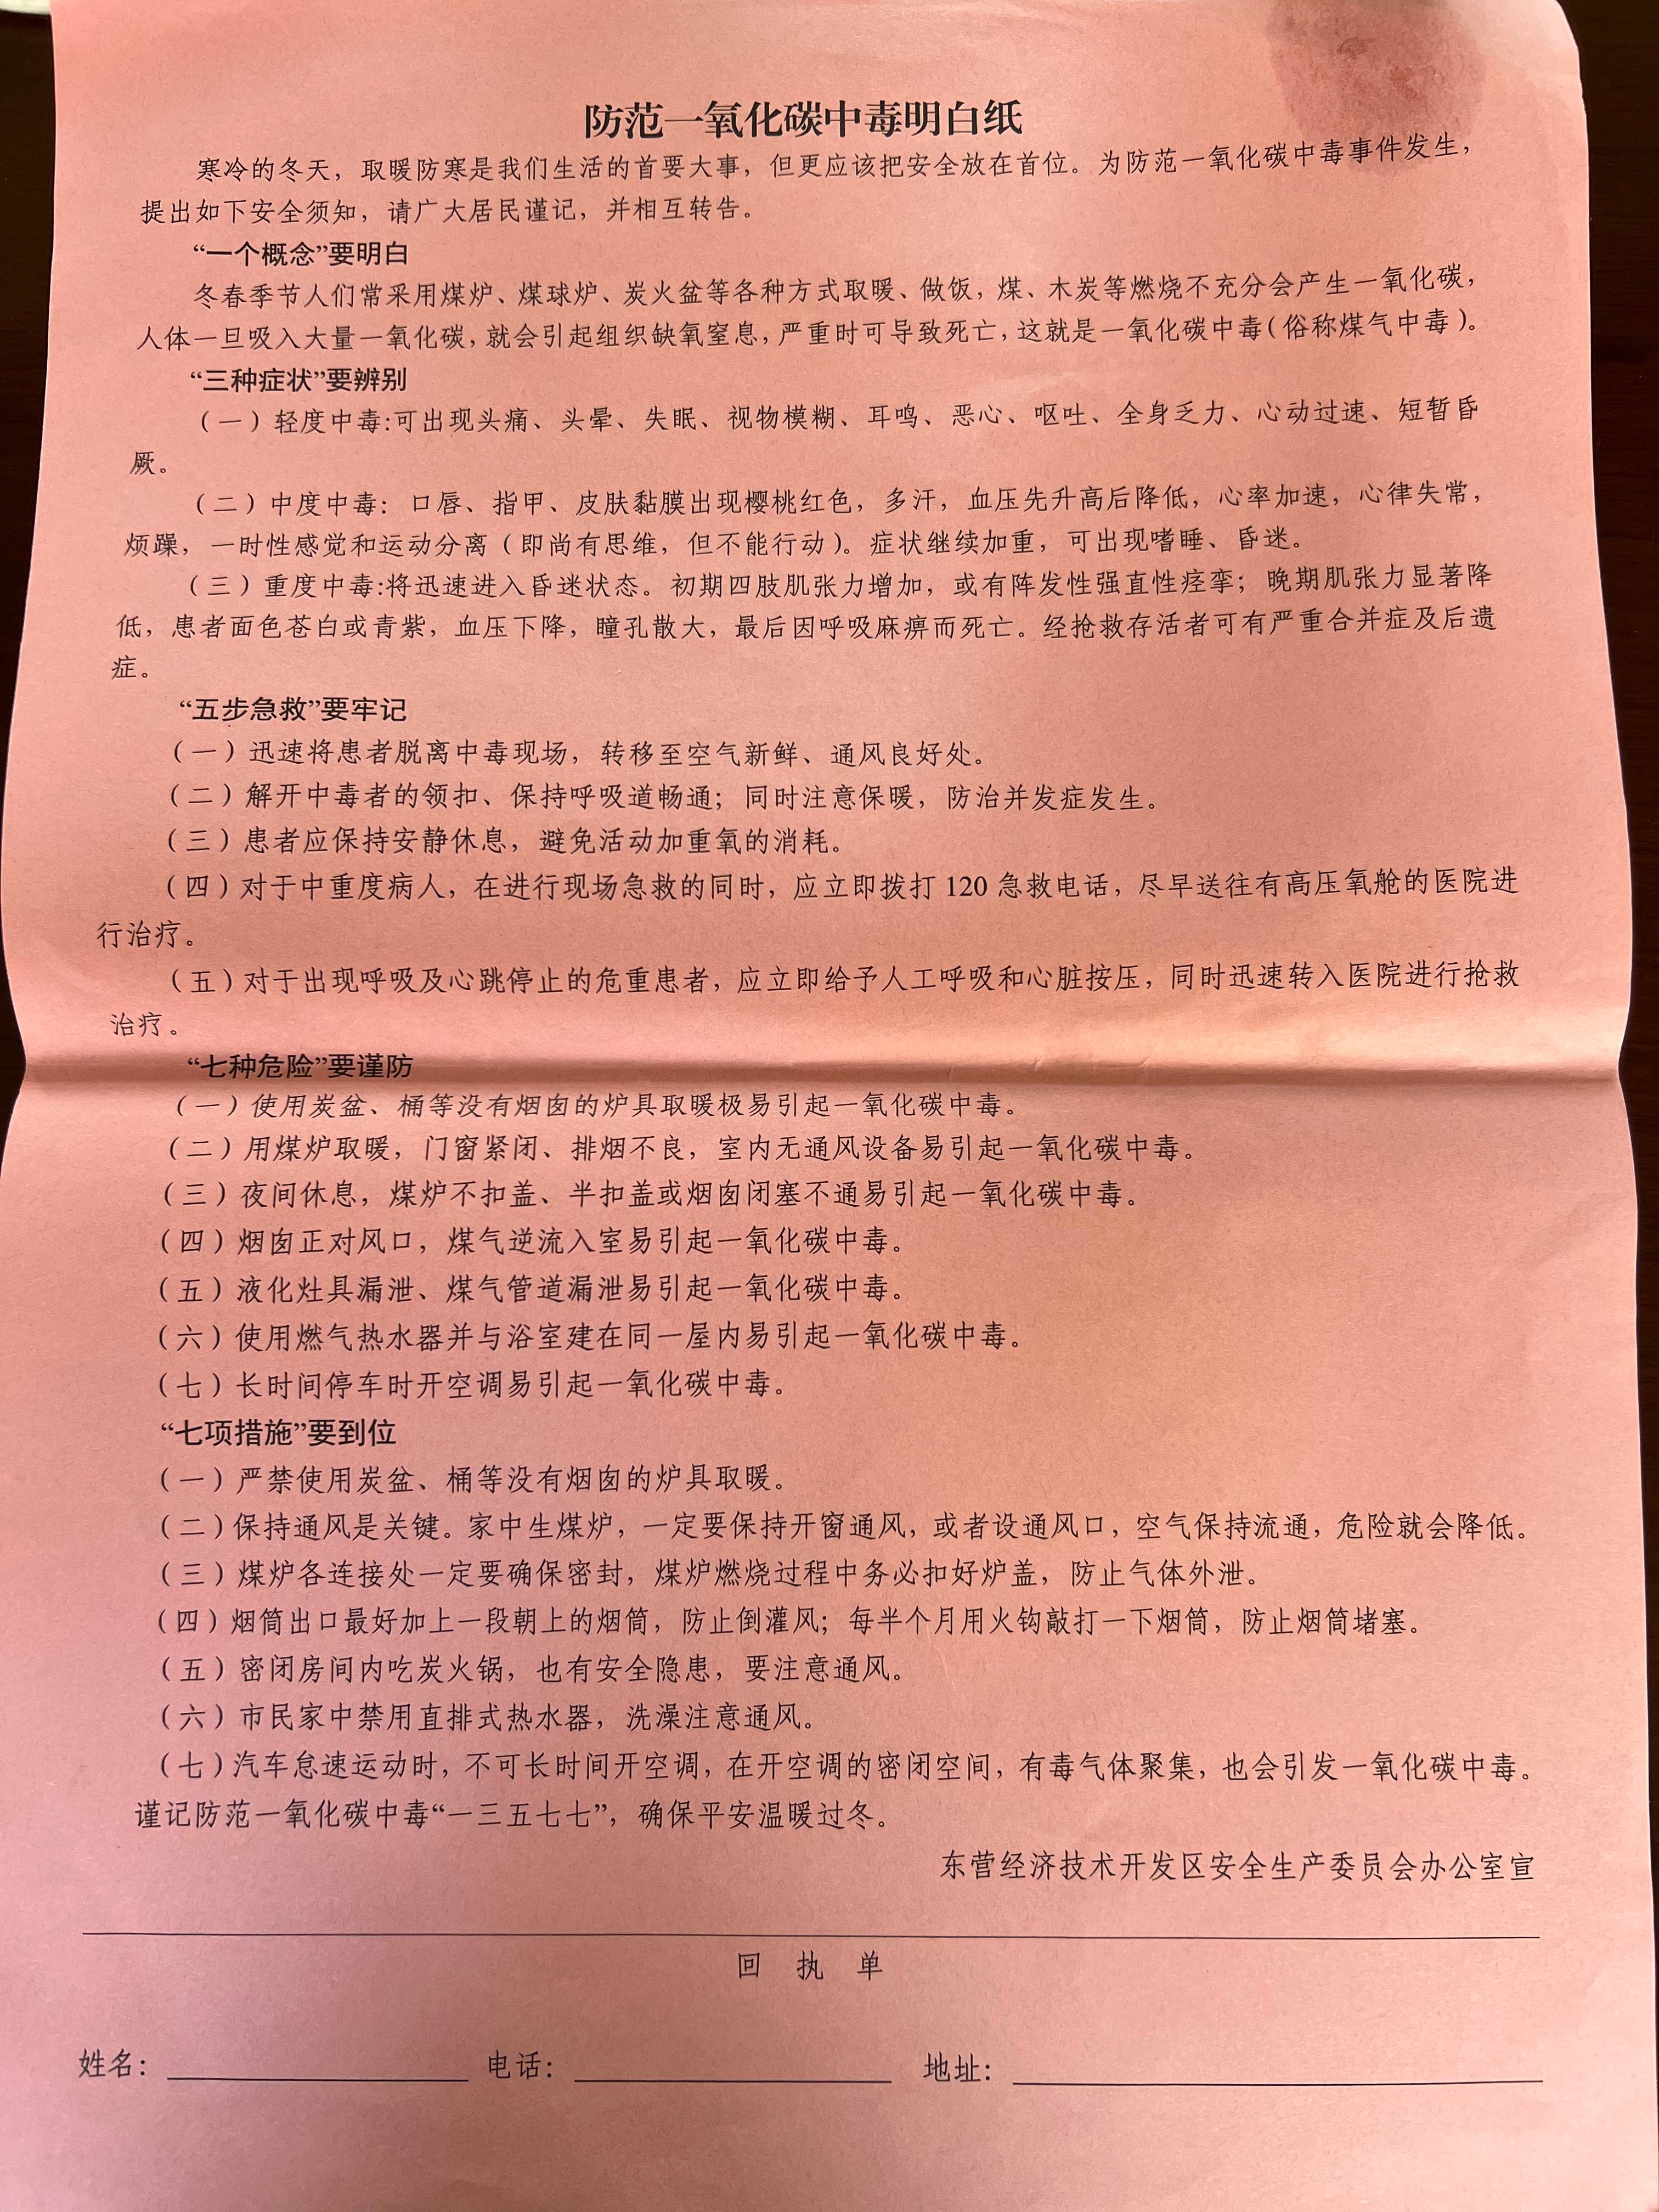 防范一氧化碳中毒明白纸
寒冷的冬天，取暖防寒是我们生活的首要大事，但更应该把安全放在首位。为防范一氧化碳中毒事件发生，
提出如下安全须知，请广大居民谨记，并相互转告。
“一个概念”要明白
冬春季节人们常采用煤炉、煤球炉、炭火盆等各种方式取暖、做饭，煤、木炭等燃烧不充分会产生一氧化碳，
人体一旦吸入大量一氧化碳，就会引起组织缺氧窒息，严重时可导致死亡，这就是一氧化碳中毒（俗称煤气中毒）。
“三种症状”要辨别
（一）轻度中毒:可出现头痛、头晕、失眠、视物模糊、耳鸣、恶心、呕吐、全身乏力、心动过速、短暂昏
厥。
（二）中度中毒：口唇、指甲、皮肤黏膜出现樱桃红色，多汗，血压先升高后降低，心率加速，心律失常，
烦躁，一时性感觉和运动分离（即尚有思维，但不能行动）。症状继续加重，可出现嗜睡、昏迷。
（三）重度中毒:将迅速进入昏迷状态。初期四肢肌张力增加，或有阵发性强直性痉挛；晚期肌张力显著降
低，患者面色苍白或青紫，血压下降，瞳孔散大，最后因呼吸麻痹而死亡。经抢救存活者可有严重合并症及后遗
症。
“五步急救”要牢记
（一）迅速将患者脱离中毒现场，转移至空气新鲜、通风良好处。
（二）解开中毒者的领扣、保持呼吸道畅通；同时注意保暖，防治并发症发生。
（三）患者应保持安静休息，避免活动加重氧的消耗。
（四）对于中重度病人，在进行现场急救的同时，应立即拨打 120 急救电话，尽早送往有高压氧舱的医院进
行治疗。
（五）对于出现呼吸及心跳停止的危重患者，应立即给予人工呼吸和心脏按压，同时迅速转入医院进行抢救
治疗。
“七种危险”要谨防
（一）使用炭盆、桶等没有烟囱的炉具取暖极易引起一氧化碳中毒。
（二）用煤炉取暖，门窗紧闭、排烟不良，室内无通风设备易引起一氧化碳中毒。
（三）夜间休息，煤炉不扣盖、半扣盖或烟囱闭塞不通易引起一氧化碳中毒。
（四）烟囱正对风口，煤气逆流入室易引起一氧化碳中毒。
（五）液化灶具漏泄、煤气管道漏泄易引起一氧化碳中毒。
（六）使用燃气热水器并与浴室建在同一屋内易引起一氧化碳中毒。
（七）长时间停车时开空调易引起一氧化碳中毒。
“七项措施”要到位
（一）严禁使用炭盆、桶等没有烟囱的炉具取暖。
（二）保持通风是关键。家中生煤炉，一定要保持开窗通风，或者设通风口，空气保持流通，危险就会降低。
（三）煤炉各连接处一定要确保密封，煤炉燃烧过程中务必扣好炉盖，防止气体外泄。
（四）烟筒出口最好加上一段朝上的烟筒，防止倒灌风；每半个月用火钩敲打一下烟筒，防止烟筒堵塞。
（五）密闭房间内吃炭火锅，也有安全隐患，要注意通风。
（六）市民家中禁用直排式热水器，洗澡注意通风。
（七）汽车怠速运动时，不可长时间开空调，在开空调的密闭空间，有毒气体聚集，也会引发一氧化碳中毒。
谨记防范一氧化碳中毒“一三五七七”，确保平安温暖过冬。
东营经济技术开发区安全生产委员会办公室宣
回 执 单
姓名： 电话： 地址：